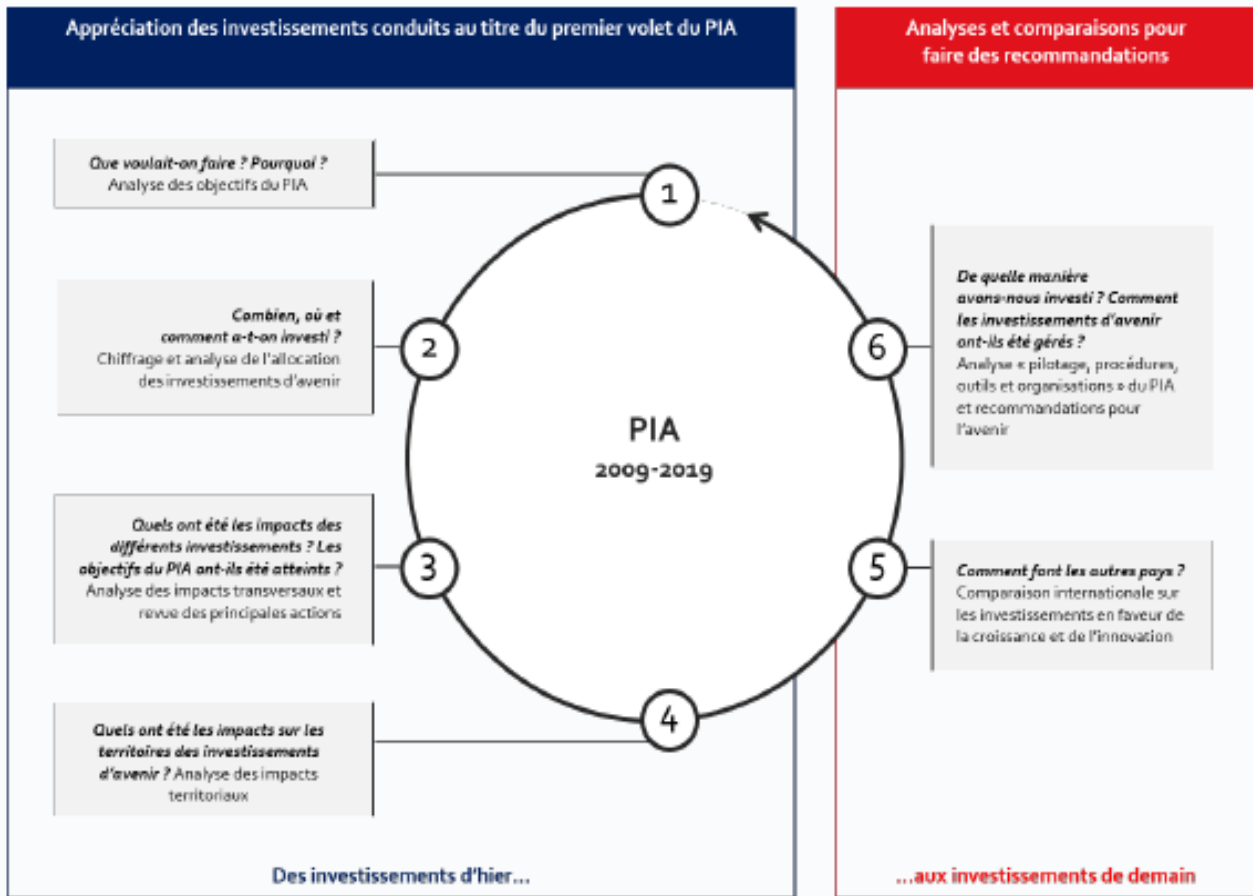 Appréciation des investissements conduits au titre du premier volet du PIA
Analyses et comparaisons pour
faire des recommandations
Que voulait-on faire ? Pourquoi ?
Analyse des objectifs du PIA
1
Combien, où et
comment a-t-on investi ?
Chiffrage et analyse de l'allocation
des investissements d'avenir
2
Quels ont été les impacts des
différents investissements ? Les
objectifs du PIA ont-ils été atteints ?
Analyse des impacts transversaux et
revue des principales actions
3
Quels ont été les impacts sur les
territoires des investissements
d'avenir ? Analyse des impacts
territoriaux
4
PIA
2009-2019
5
Comment font les autres pays ?
Comparaison internationale sur
les investissements en faveur de
la croissance et de l'innovation
6
De quelle manière
avons-nous investi ? Comment
les investissements d'avenir
ont-ils été gérés ?
Analyse « pilotage, procédures,
outils et organisations » du PIA
et recommandations pour
l'avenir
Des investissements d'hier...
...aux investissements de demain